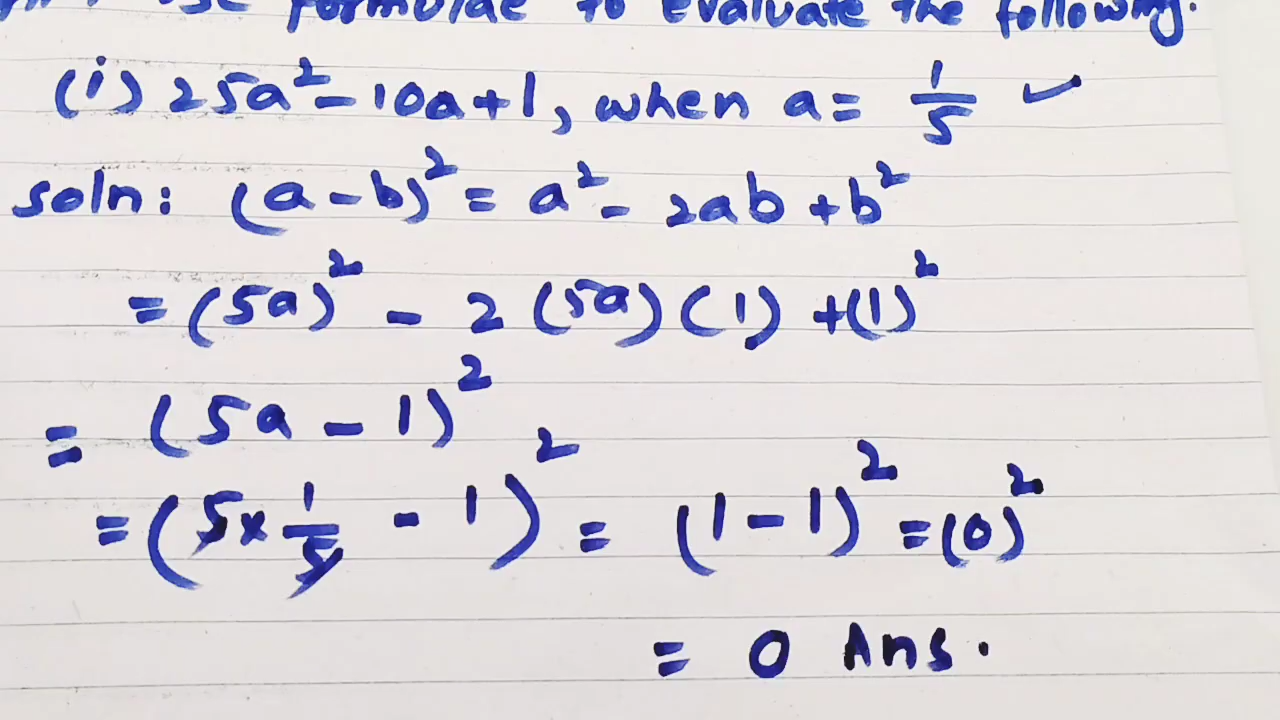 use formulae to evaluate the following.
(i) 25a² - 10a + 1, when a = 1/5 ✓
soln: (a - b)² = a² - 2ab + b²
= (5a)² - 2 (5a) (1) + (1)²
= (5a - 1)²
= (5 × 1/5 - 1)² = (1 - 1)² = (0)²
= 0 Ans.